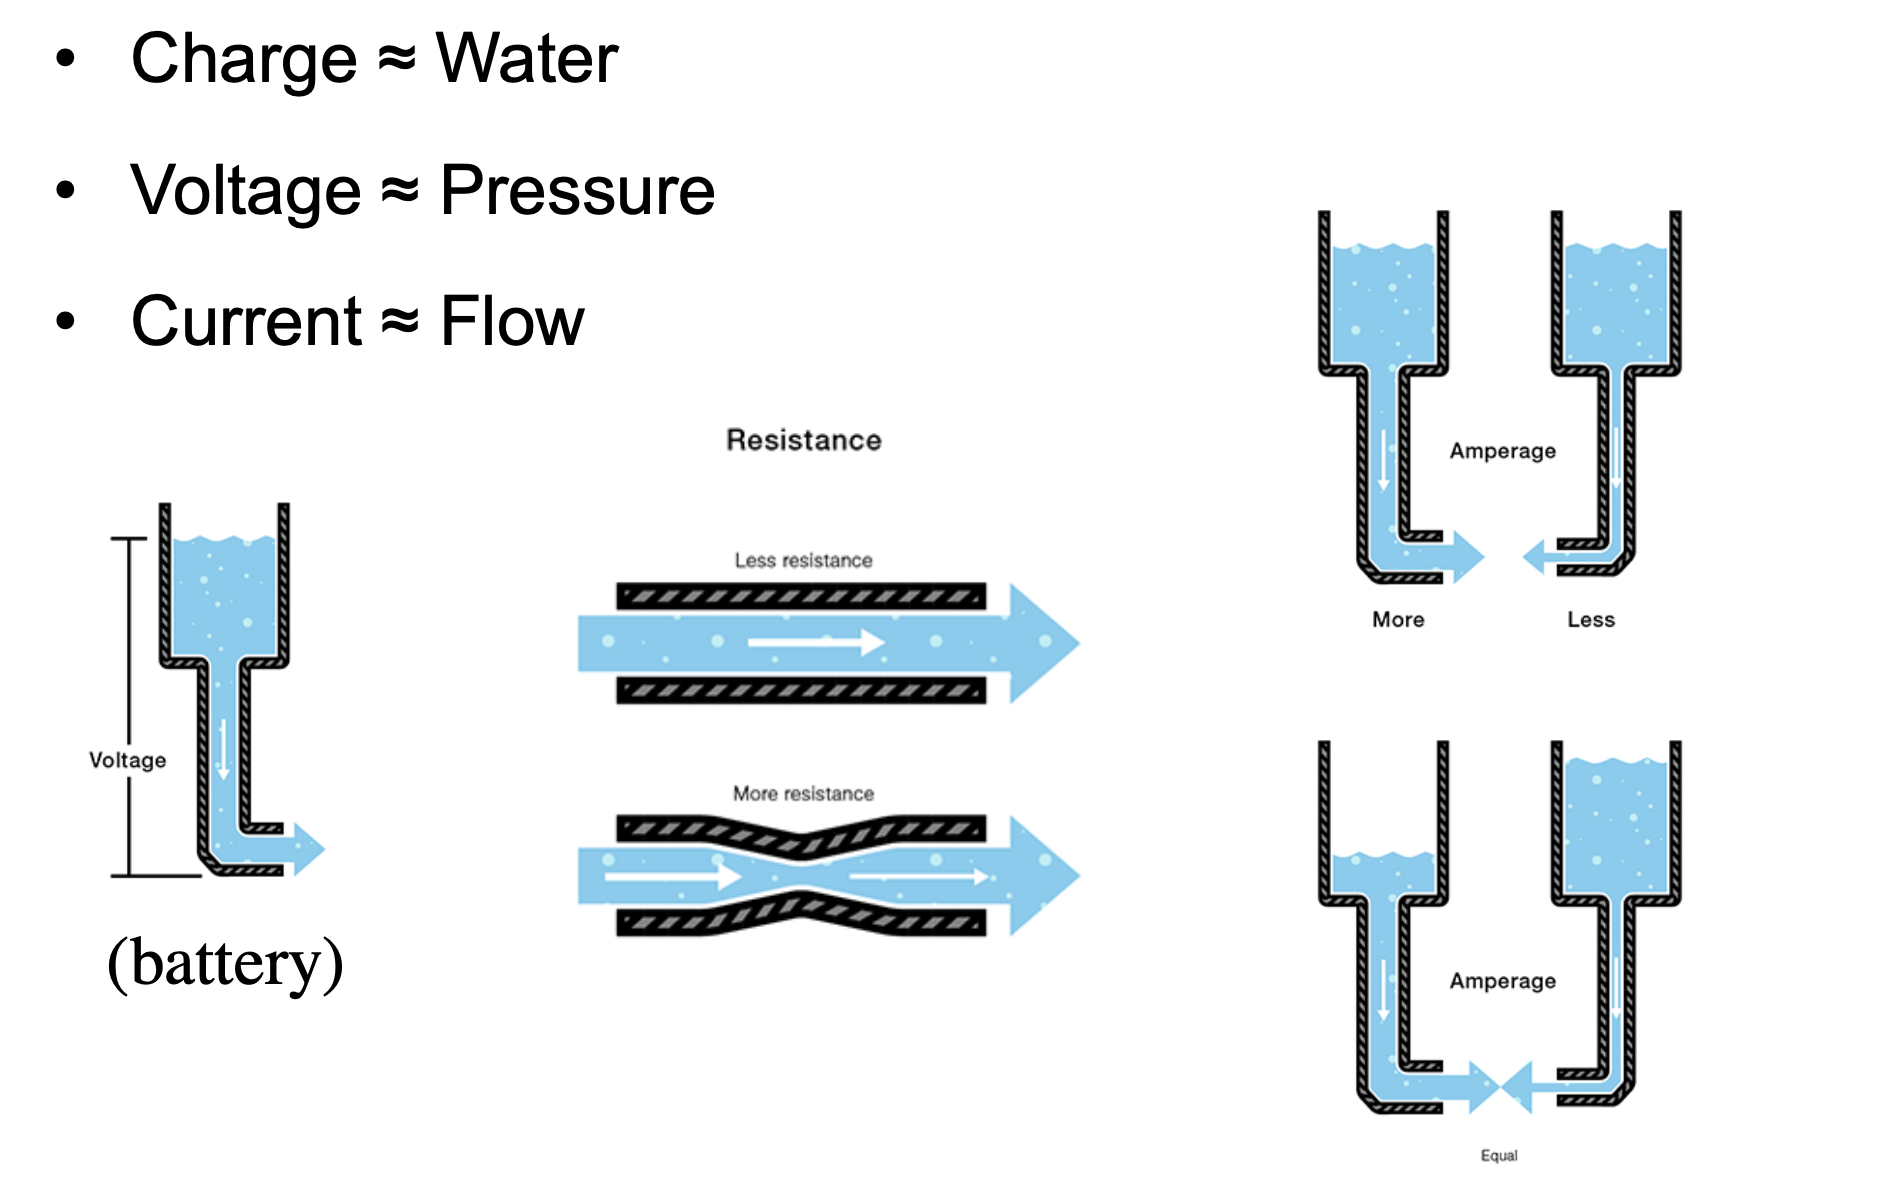 • Charge ≈ Water
• Voltage ≈ Pressure
• Current ≈ Flow
Voltage
(battery)
Resistance
Less resistance
More resistance
Amperage
More Less
Amperage
Equal